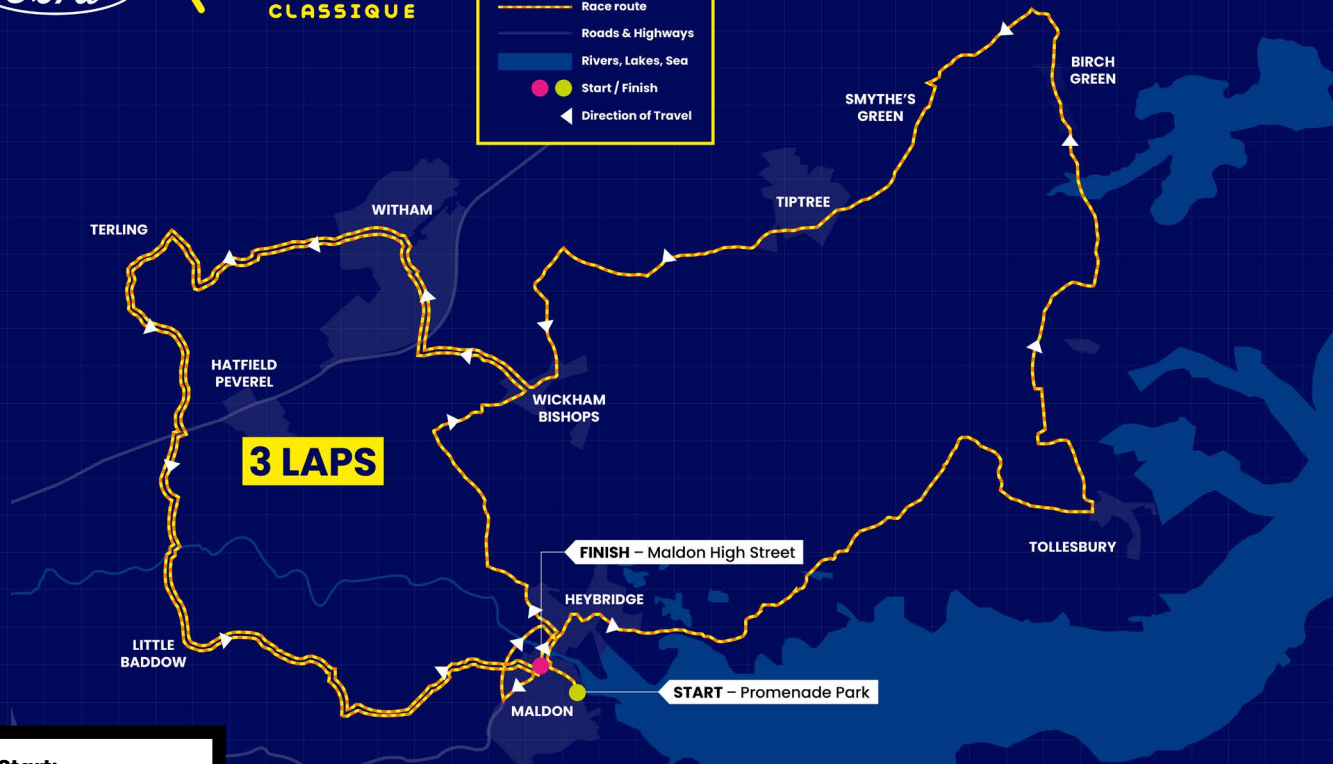 Ford
CLASSIQUE
Race route
Roads & Highways
Rivers, Lakes, Sea
Start / Finish
Direction of Travel
BIRCH
GREEN
SMYTHE'S
GREEN
TIPTREE
WITHAM
TERLING
HATFIELD
PEVEREL
WICKHAM
BISHOPS
3 LAPS
FINISH – Maldon High Street
TOLLESBURY
HEYBRIDGE
LITTLE
BADDOW
START – Promenade Park
MALDON
Start: